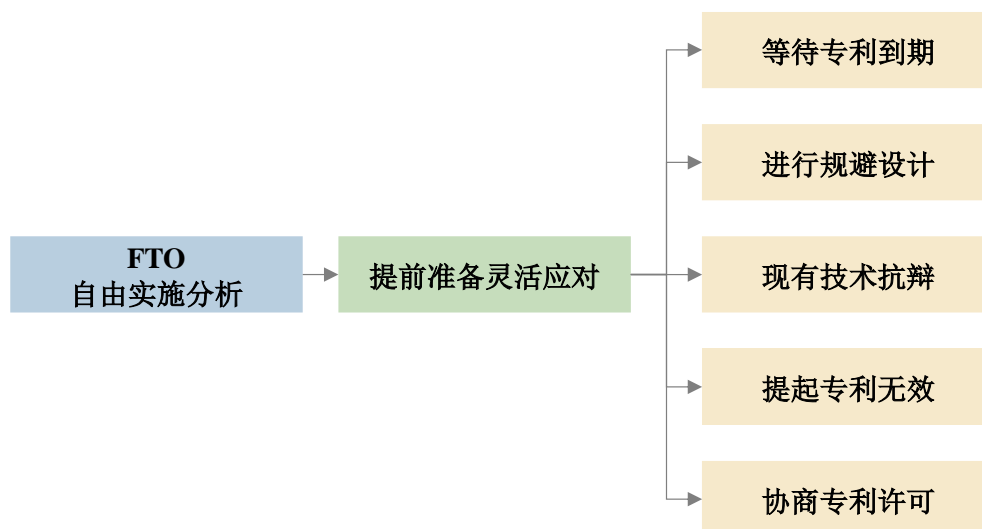 FTO
自由实施分析
提前准备灵活应对
等待专利到期
进行规避设计
现有技术抗辩
提起专利无效
协商专利许可